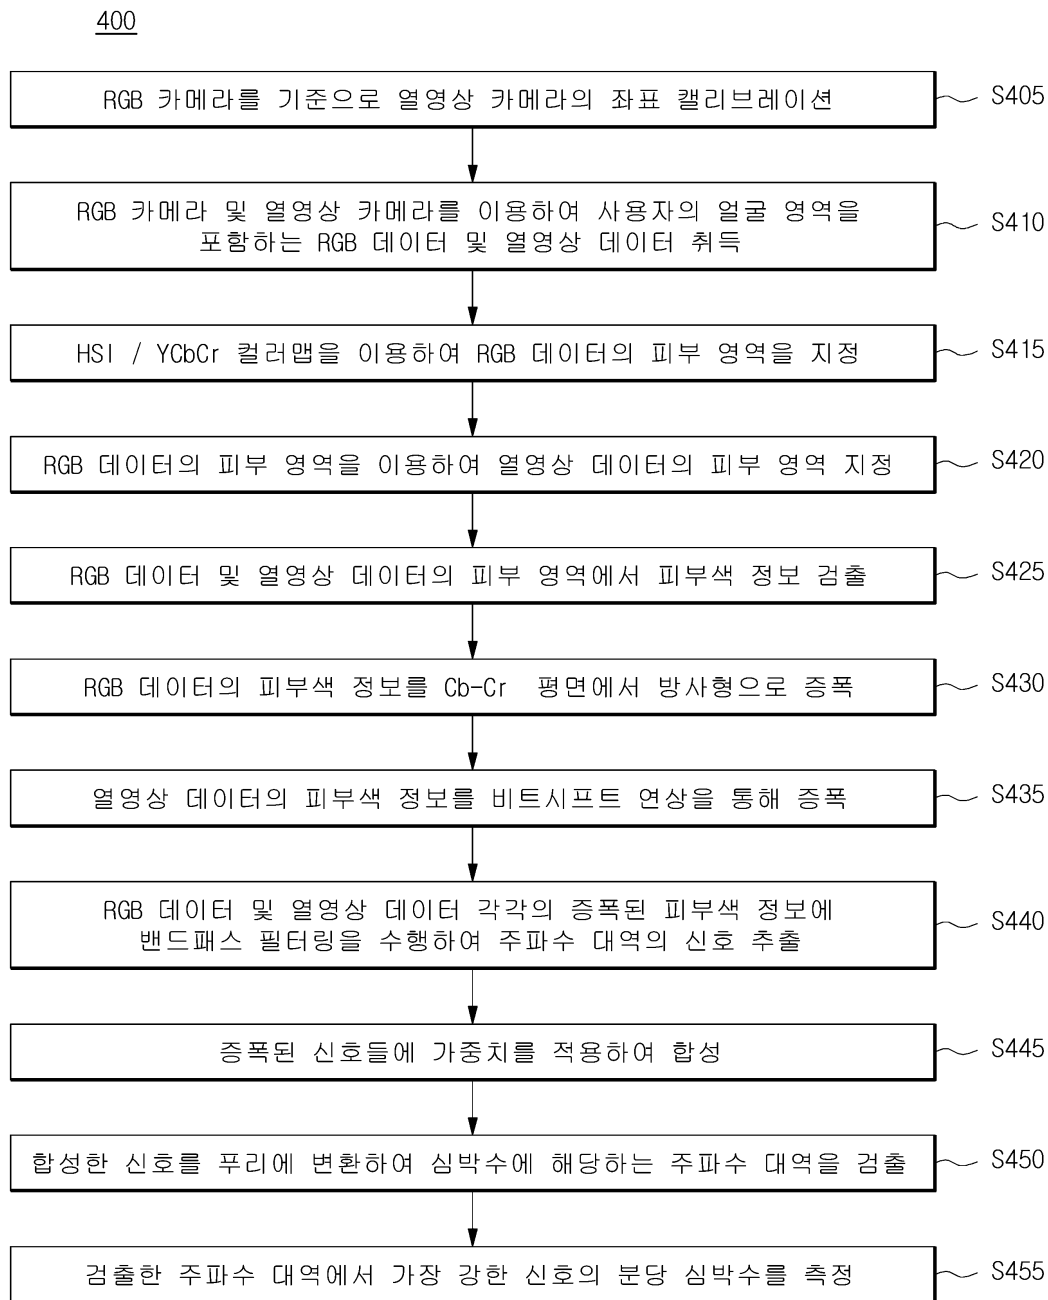 400
RGB 카메라를 기준으로 열영상 카메라의 좌표 캘리브레이션
S405
RGB 카메라 및 열영상 카메라를 이용하여 사용자의 얼굴 영역을
포함하는 RGB 데이터 및 열영상 데이터 취득
S410
HSI / YCbCr 컬러맵을 이용하여 RGB 데이터의 피부 영역을 지정
S415
RGB 데이터의 피부 영역을 이용하여 열영상 데이터의 피부 영역 지정
S420
RGB 데이터 및 열영상 데이터의 피부 영역에서 피부색 정보 검출
S425
RGB 데이터의 피부색 정보를 Cb-Cr 평면에서 방사형으로 증폭
S430
열영상 데이터의 피부색 정보를 비트시프트 연상을 통해 증폭
S435
RGB 데이터 및 열영상 데이터 각각의 증폭된 피부색 정보에
밴드패스 필터링을 수행하여 주파수 대역의 신호 추출
S440
증폭된 신호들에 가중치를 적용하여 합성
S445
합성한 신호를 푸리에 변환하여 심박수에 해당하는 주파수 대역을 검출
S450
검출한 주파수 대역에서 가장 강한 신호의 분당 심박수를 측정
S455